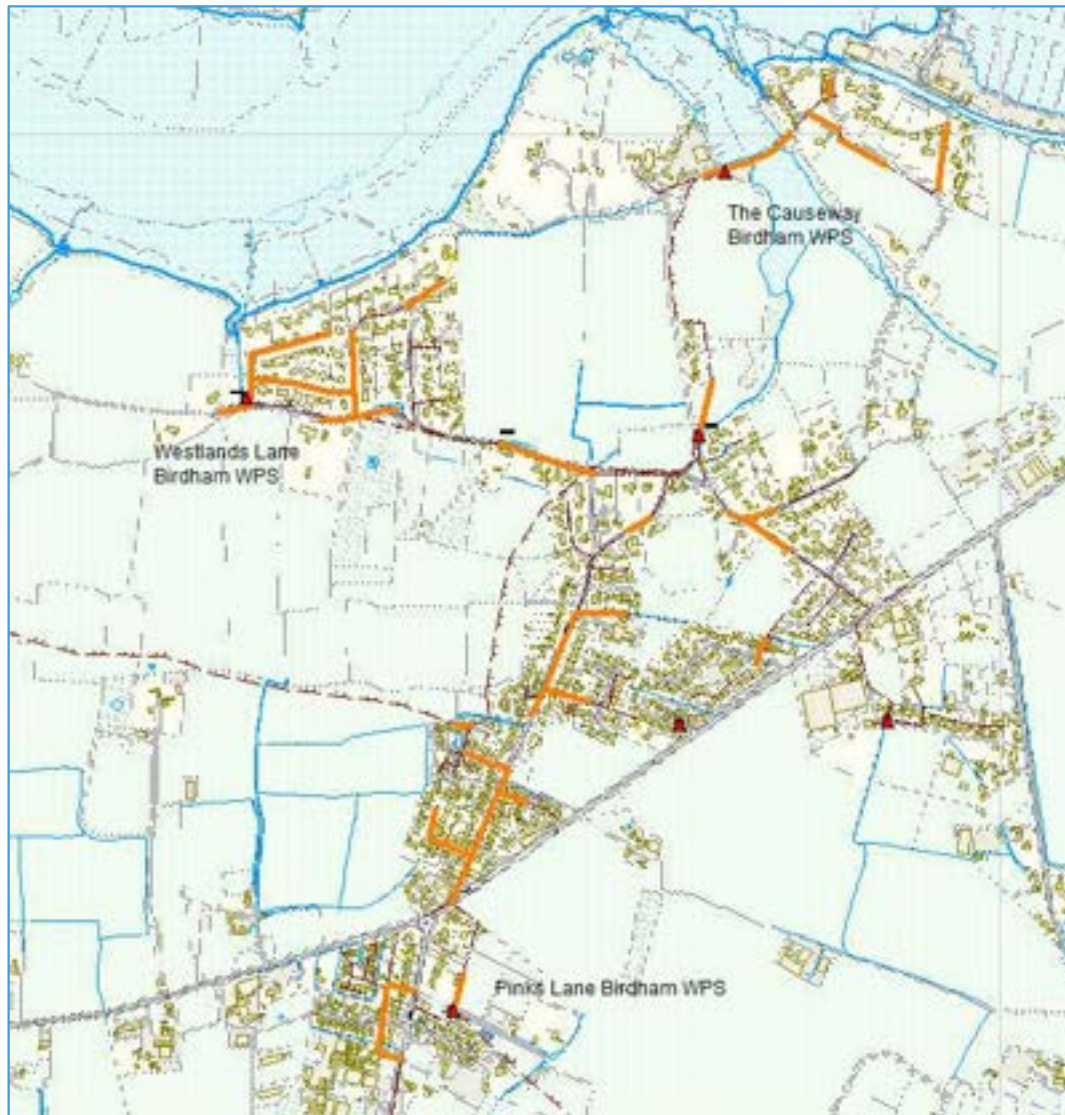 The Causeway
Birdham WPS
Westlands Lane
Birdham WPS
Pinks Lane Birdham WPS